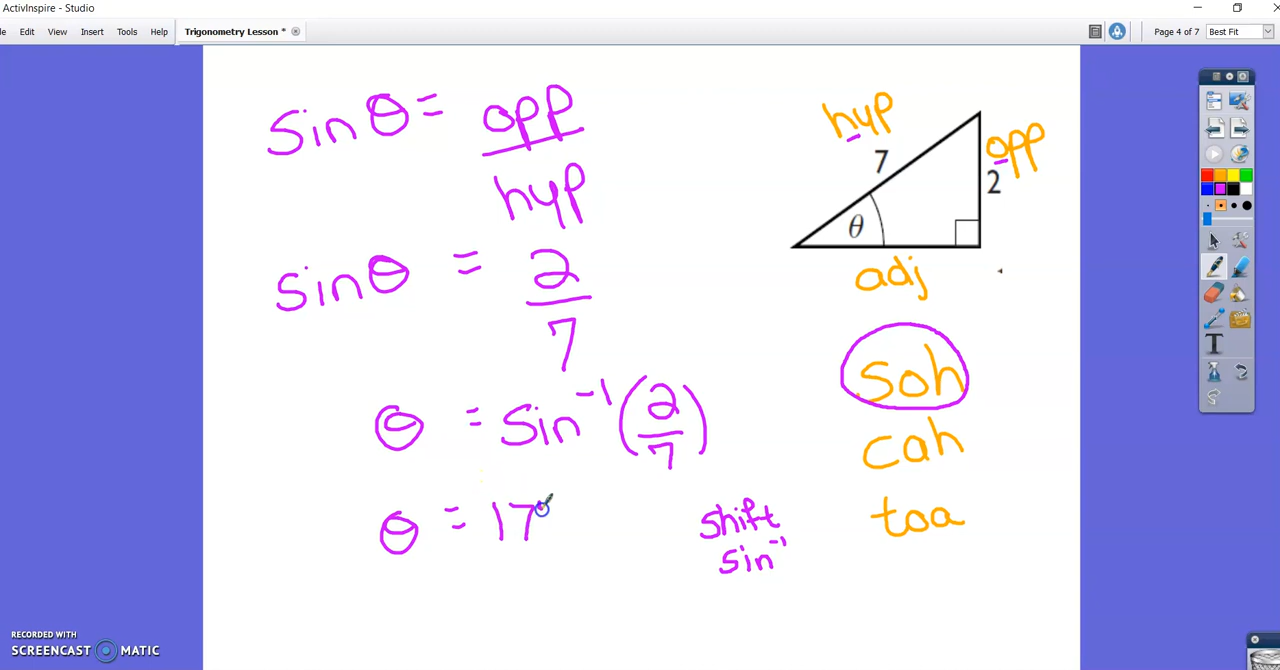 ActivInspire - Studio
Edit View Insert Tools Help Trigonometry Lesson *
Page 4 of 7 Best Fit
sin θ = opp
hyp
sin θ = 2
7
θ = sin⁻¹ (2/7)
θ = 17°
shift
sin⁻¹
hyp
7
opp
2
θ
adj
soh
cah
toa
T
RECORDED WITH
SCREENCAST MATIC